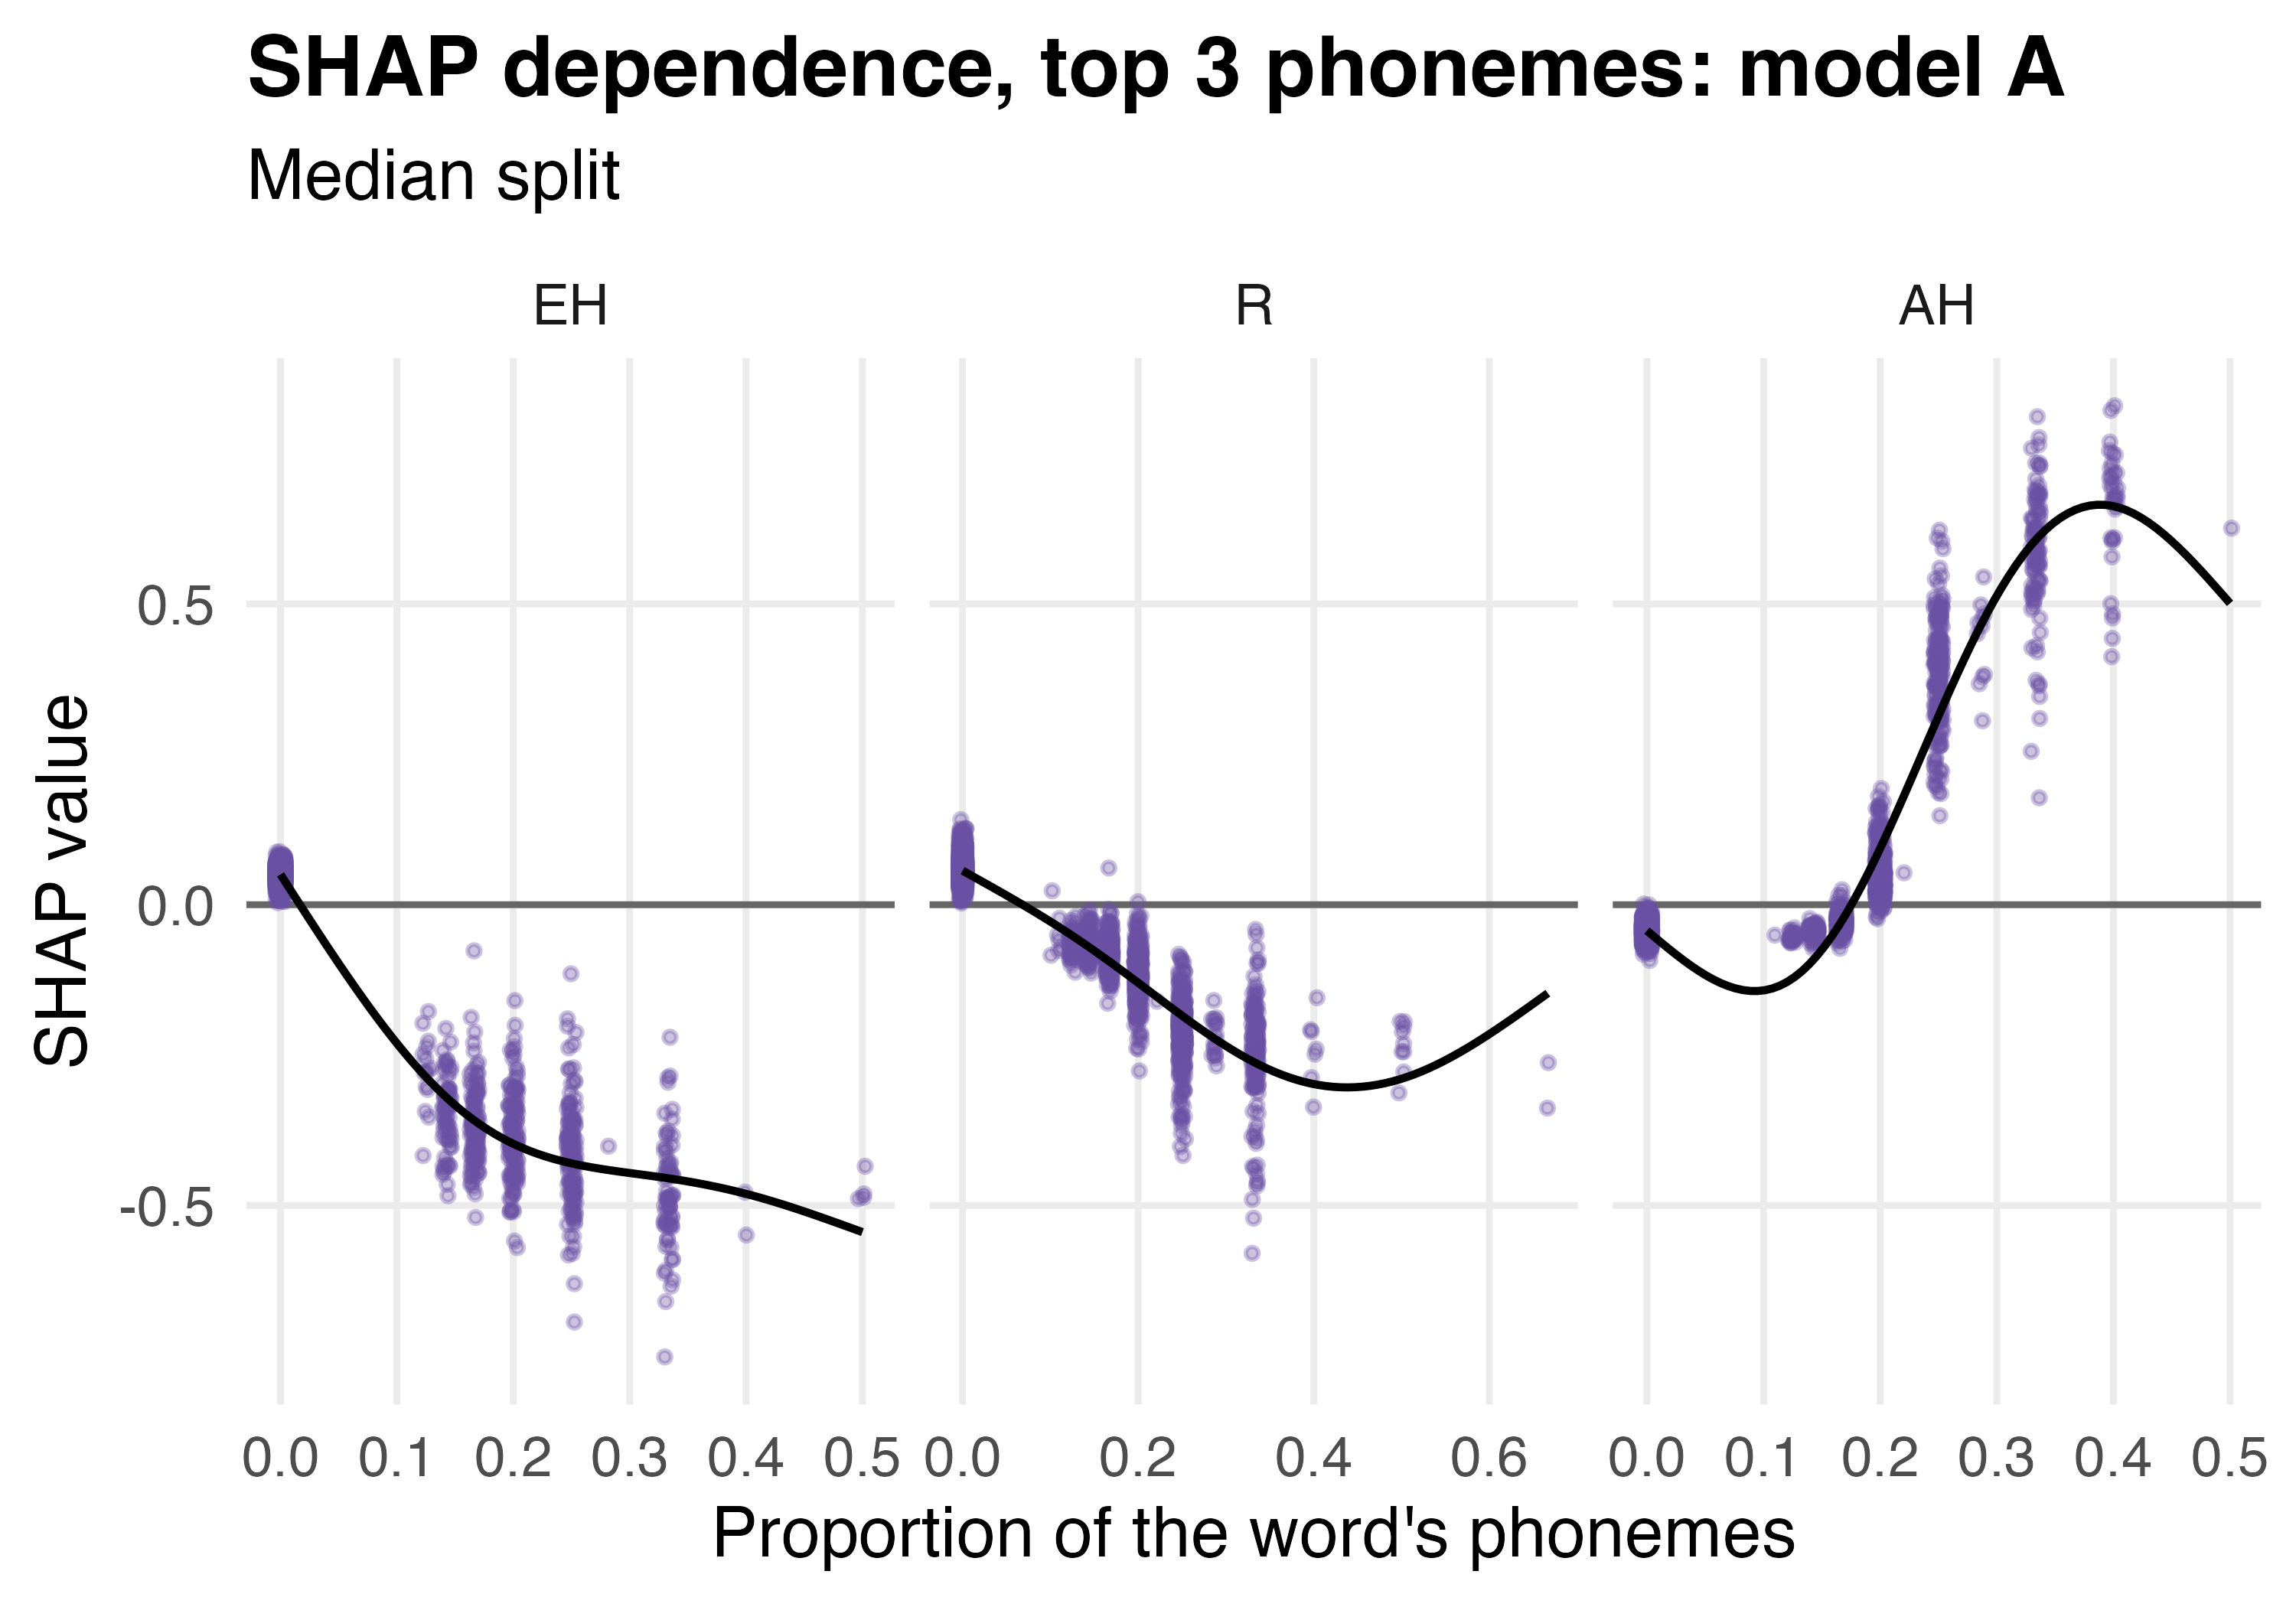 SHAP dependence, top 3 phonemes: model A
Median split
EH R AH
0.5
0.0
-0.5
SHAP value
0.0 0.1 0.2 0.3 0.4 0.5 0.0 0.2 0.4 0.6 0.0 0.1 0.2 0.3 0.4 0.5
Proportion of the word's phonemes